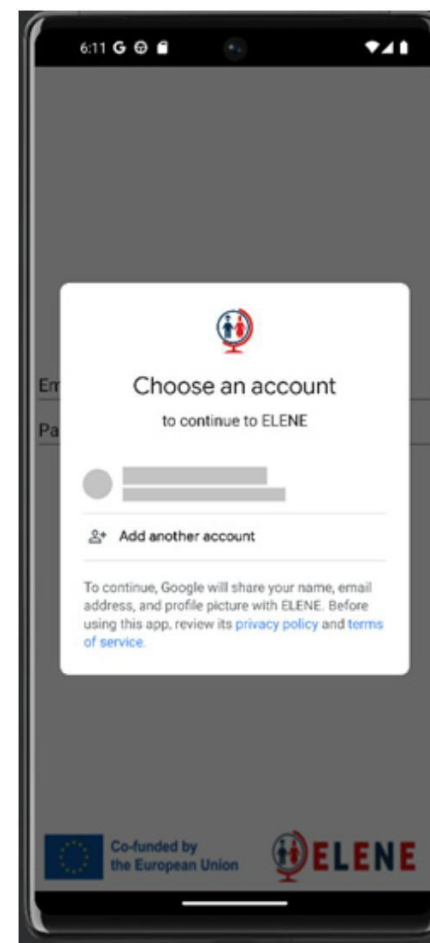 6:11
Choose an account
to continue to ELENE
Em
Pa
Add another account
To continue, Google will share your name, email
address, and profile picture with ELENE. Before
using this app, review its privacy policy and terms
of service.
Co-funded by
the European Union
ELENE